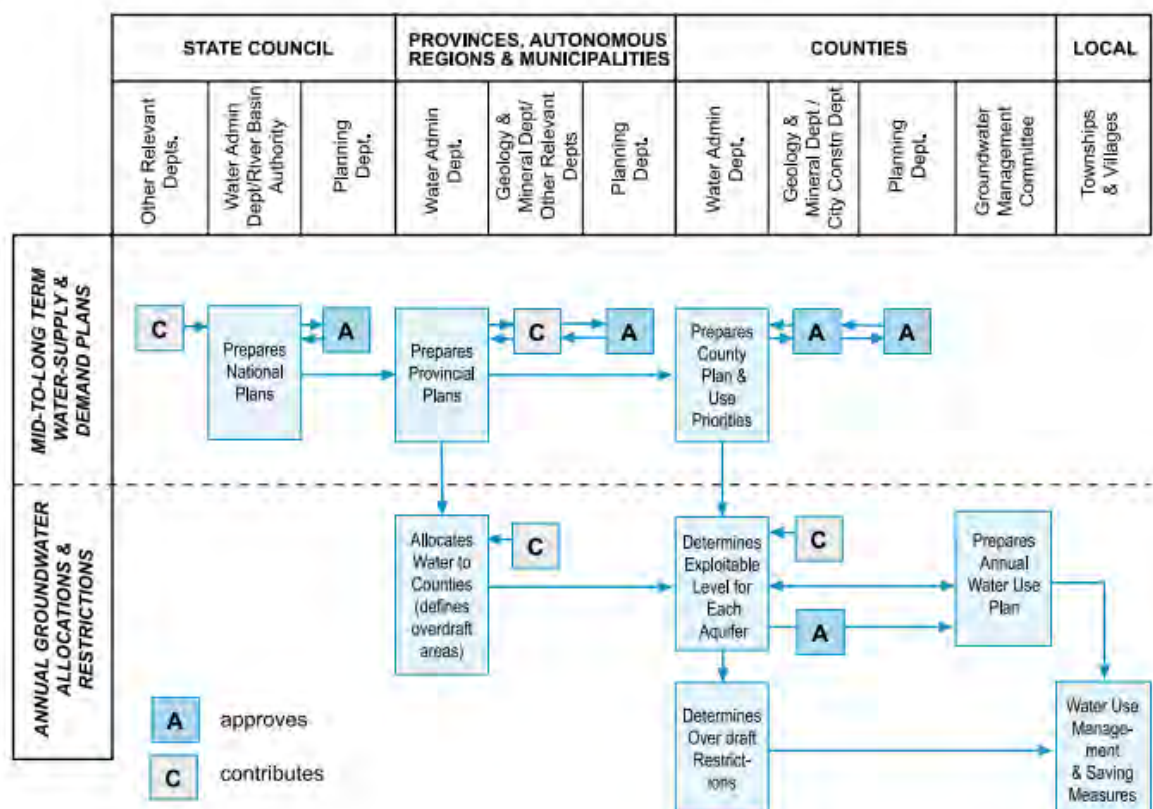 STATE COUNCIL
PROVINCES, AUTONOMOUS
REGIONS & MUNICIPALITIES
COUNTIES
LOCAL
Other Relevant
Depts.
Water Admin
Dept/River Basin
Authority
Planning
Dept.
Water Admin
Dept.
Geology &
Mineral Dept/
Other Relevant
Depts
Planning
Dept.
Water Admin
Dept.
Geology &
Mineral Dept /
City Constri Dept.
Planning
Dept.
Groundwater
Management
Committee
Townships
& Villages
MID-TO-LONG TERM
WATER-SUPPLY &
DEMAND PLANS
C
Prepares
National
Plans
A
Prepares
Provincial
Plans
C
A
Prepares
County
Plan &
Use
Priorities
A
A
ANNUAL GROUNDWATER
ALLOCATIONS &
RESTRICTIONS
Allocates
Water to
Counties
(defines
overdraft
areas)
C
Determines
Exploitable
Level for
Each
Aquifer
C
A
Prepares
Annual
Water Use
Plan
Determines
Over draft
Restrict-
ions
Water Use
Manage-
ment
& Saving
Measures
A approves
C contributes